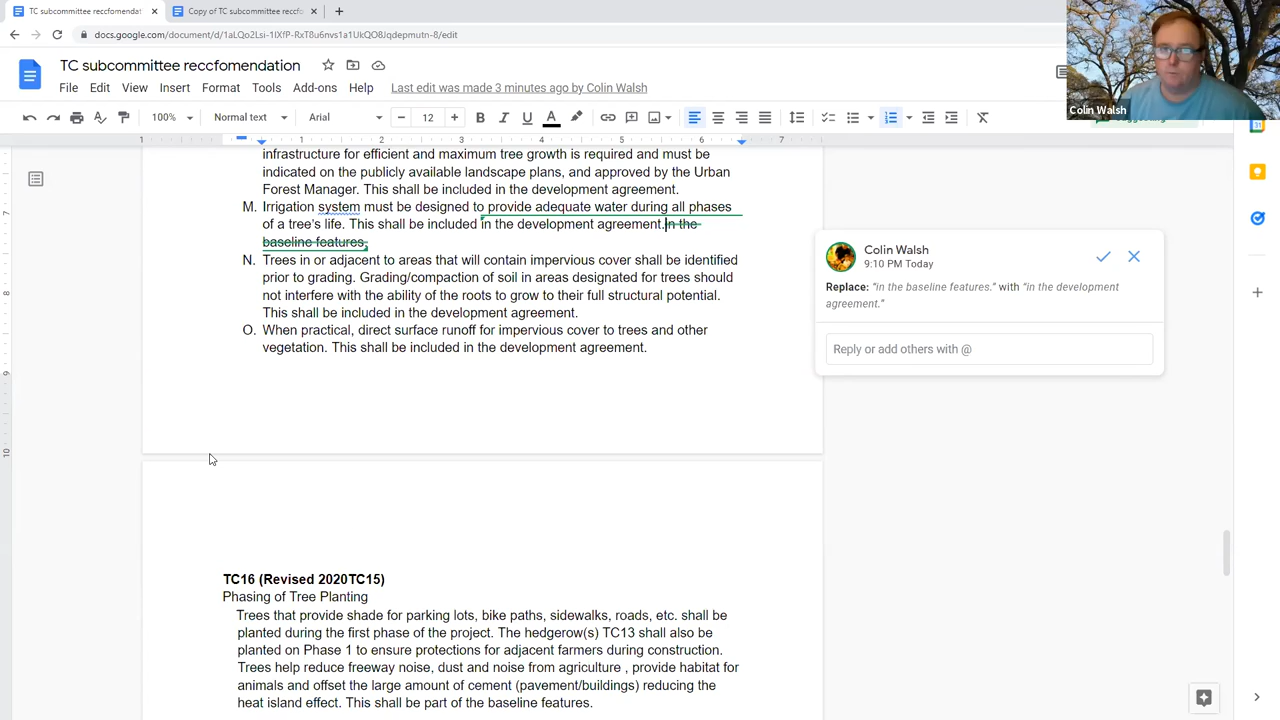 TC subcommittee reccfomendat
Copy of TC subcommittee reccfo
docs.google.com/document/d/1aLQo2Lsi-1IXfP-RxT8u6nvs1a1UkQO8Jqdepmutn-8/edit
TC subcommittee reccfomendation
File Edit View Insert Format Tools Add-ons Help Last edit was made 3 minutes ago by Colin Walsh
Colin Walsh
100% Normal text Arial 12
1 1 2 3 4 5 6 7
infrastructure for efficient and maximum tree growth is required and must be
indicated on the publicly available landscape plans, and approved by the Urban
Forest Manager. This shall be included in the development agreement.
M. Irrigation system must be designed to provide adequate water during all phases
of a tree's life. This shall be included in the development agreement.in the
baseline features.
N. Trees in or adjacent to areas that will contain impervious cover shall be identified
prior to grading. Grading/compaction of soil in areas designated for trees should
not interfere with the ability of the roots to grow to their full structural potential.
This shall be included in the development agreement.
O. When practical, direct surface runoff for impervious cover to trees and other
vegetation. This shall be included in the development agreement.
Colin Walsh
9:10 PM Today
Replace: "in the baseline features." with "in the development
agreement."
Reply or add others with @
7
8
9
10
TC16 (Revised 2020TC15)
Phasing of Tree Planting
Trees that provide shade for parking lots, bike paths, sidewalks, roads, etc. shall be
planted during the first phase of the project. The hedgerow(s) TC13 shall also be
planted on Phase 1 to ensure protections for adjacent farmers during construction.
Trees help reduce freeway noise, dust and noise from agriculture , provide habitat for
animals and offset the large amount of cement (pavement/buildings) reducing the
heat island effect. This shall be part of the baseline features.